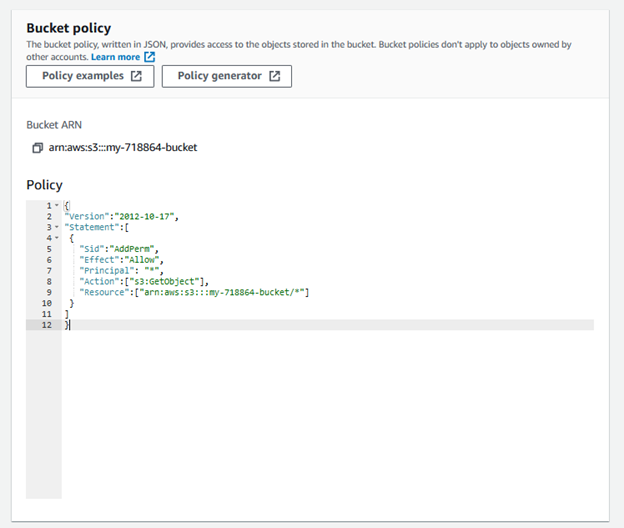 Bucket policy
The bucket policy, written in JSON, provides access to the objects stored in the bucket. Bucket policies don't apply to objects owned by
other accounts. Learn more
Policy examples
Policy generator
Bucket ARN
arn:aws:s3:::my-718864-bucket
Policy
1 {
2 "Version":"2012-10-17",
3 "Statement":[
4 {
5 "Sid":"AddPerm",
6 "Effect":"Allow",
7 "Principal": "*",
8 "Action":["s3:GetObject"],
9 "Resource":["arn:aws:s3:::my-718864-bucket/*"]
10 }
11 ]
12 }